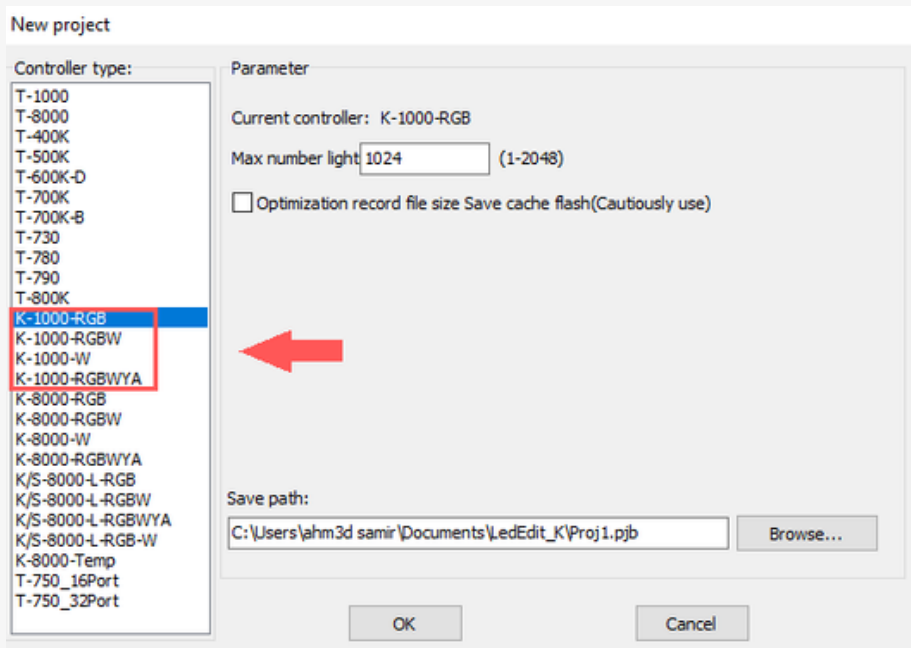 New project
Controller type:
T-1000
T-8000
T-400K
T-500K
T-600K-D
T-700K
T-700K-B
T-730
T-780
T-790
T-800K
K-1000-RGB
K-1000-RGBW
K-1000-W
K-1000-RGBWYA
K-8000-RGB
K-8000-RGBW
K-8000-W
K-8000-RGBWYA
K/S-8000-L-RGB
K/S-8000-L-RGBW
K/S-8000-L-RGBWYA
K/S-8000-L-RGB-W
K-8000-Temp
T-750_16Port
T-750_32Port
Parameter
Current controller: K-1000-RGB
Max number light 1024 (1-2048)
Optimization record file size Save cache flash(Cautiously use)
Save path:
C:\Users\ahm3d samir\Documents\LedEdit_K\Proj1.pjb Browse...
OK Cancel